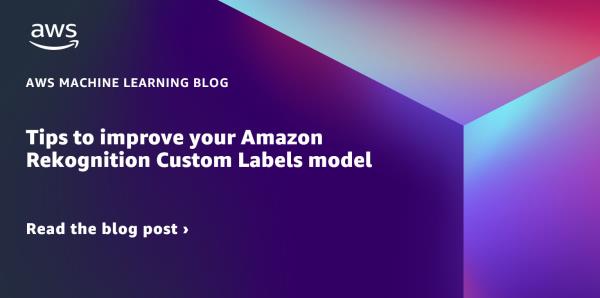 aws
AWS MACHINE LEARNING BLOG
Tips to improve your Amazon
Rekognition Custom Labels model
Read the blog post ›